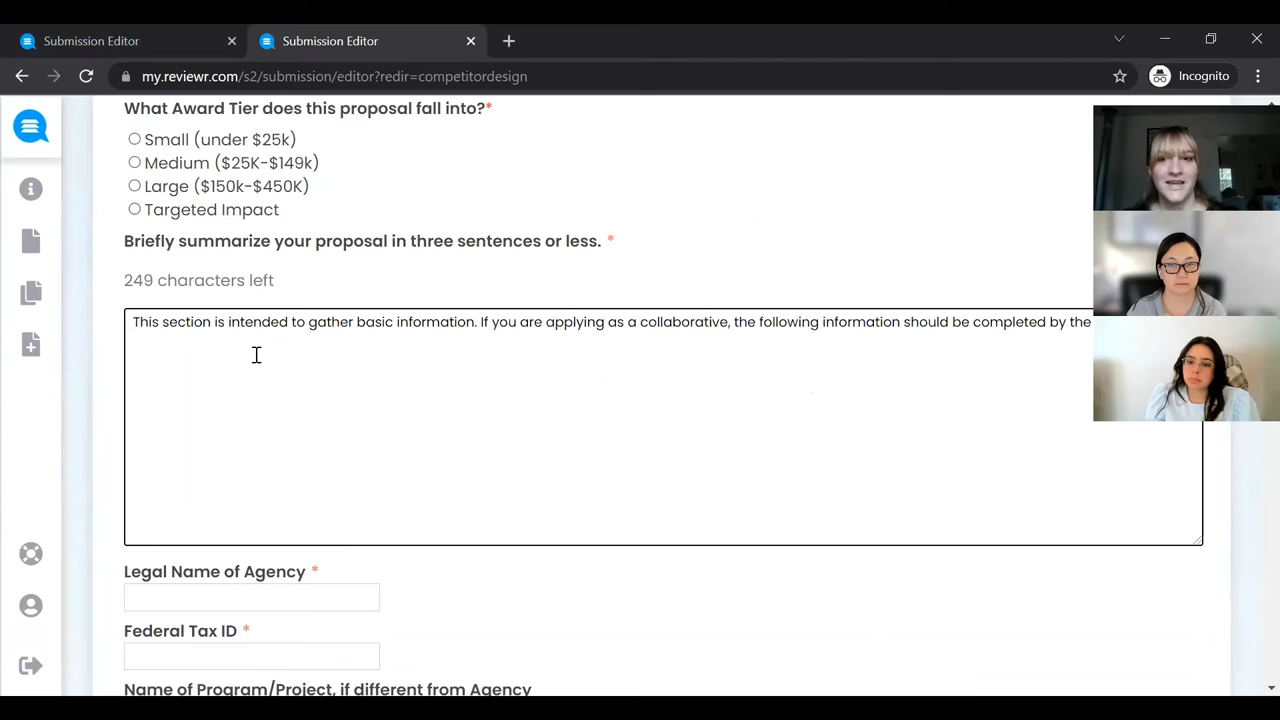 Submission Editor
Submission Editor
my.reviewr.com/s2/submission/editor?redir=competitordesign
Incognito
What Award Tier does this proposal fall into?*
Small (under $25k)
Medium ($25K-$149k)
Large ($150k-$450K)
Targeted Impact
Briefly summarize your proposal in three sentences or less. *
249 characters left
This section is intended to gather basic information. If you are applying as a collaborative, the following information should be completed by the
Legal Name of Agency *
Federal Tax ID *
Name of Program/Project, if different from Agency